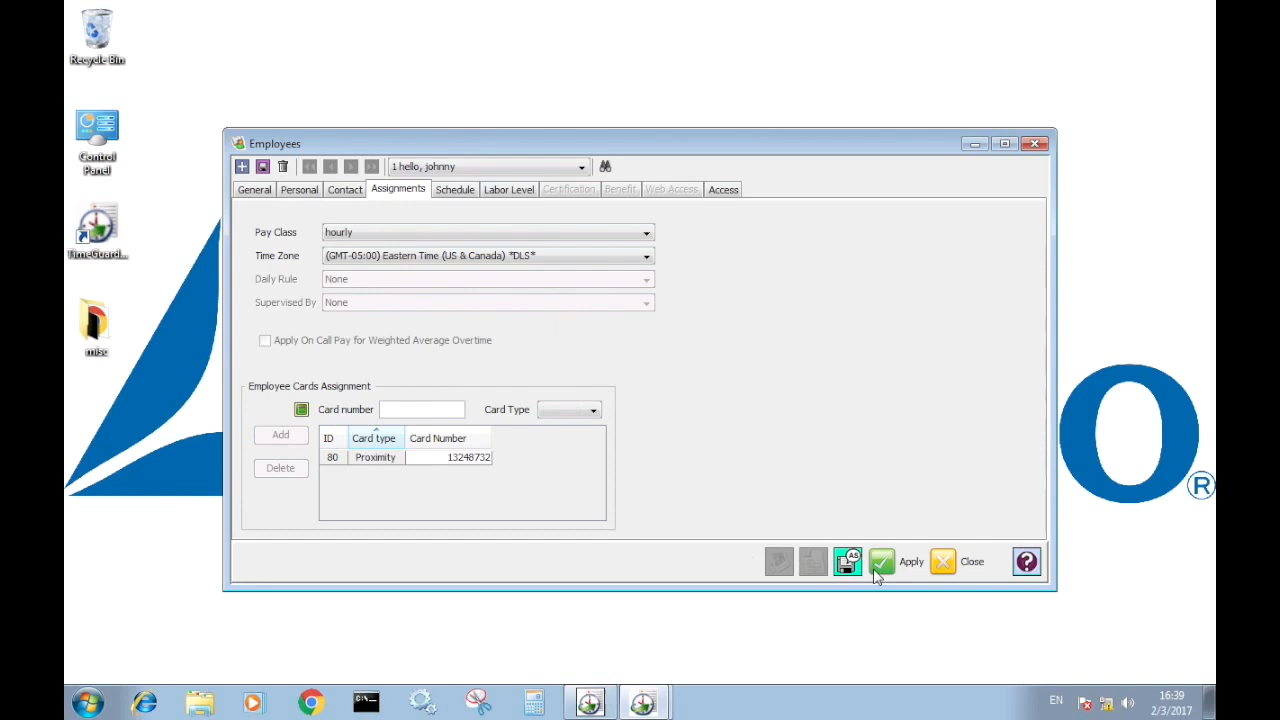 Recycle Bin
Control
Panel
TimeGuard...
misc
Employees
1 hello, johnny
General Personal Contact Assignments Schedule Labor Level Certification Benefit Web Access Access
Pay Class hourly
Time Zone (GMT-05:00) Eastern Time (US & Canada) *DLS*
Daily Rule None
Supervised By None
Apply On Call Pay for Weighted Average Overtime
Employee Cards Assignment
Card number Card Type
Add
Delete
ID Card type Card Number
80 Proximity 13248732
AS
Apply
Close
?
O
®
EN
16:39
2/3/2017